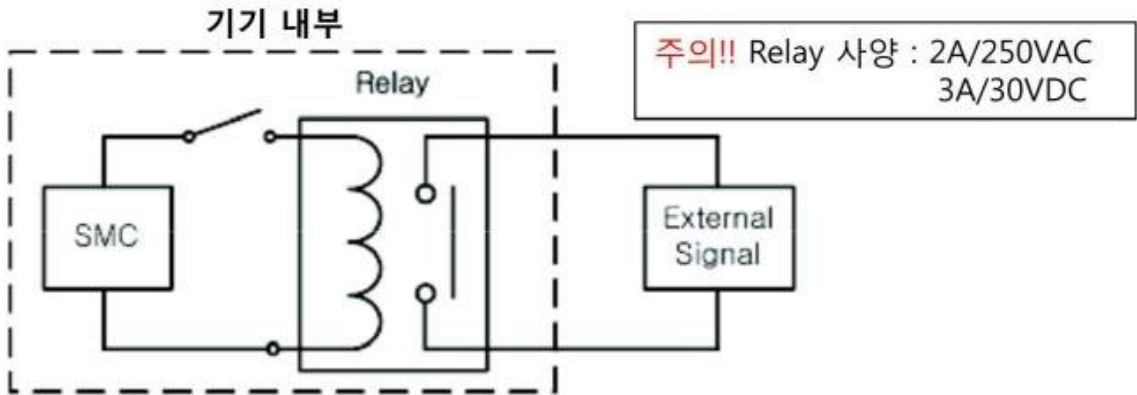 기기 내부
주의!! Relay 사양 : 2A/250VAC
3A/30VDC
Relay
SMC
External
Signal